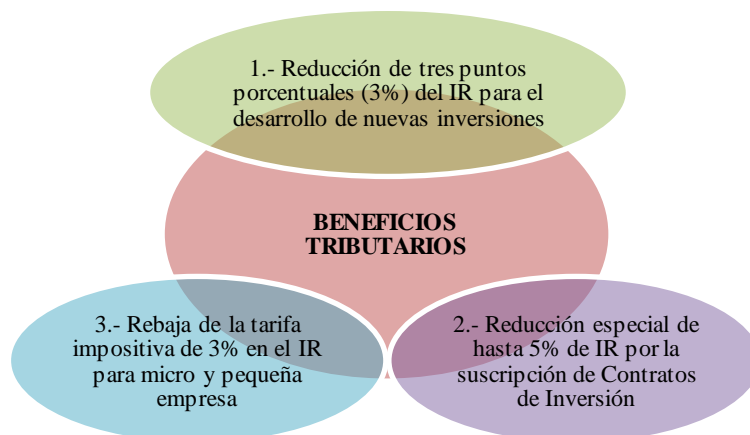 1.- Reducción de tres puntos
porcentuales (3%) del IR para el
desarrollo de nuevas inversiones
BENEFICIOS
TRIBUTARIOS
3.- Rebaja de la tarifa
impositiva de 3% en el IR
para micro y pequeña
empresa
2.- Reducción especial de
hasta 5% de IR por la
suscripción de Contratos
de Inversión